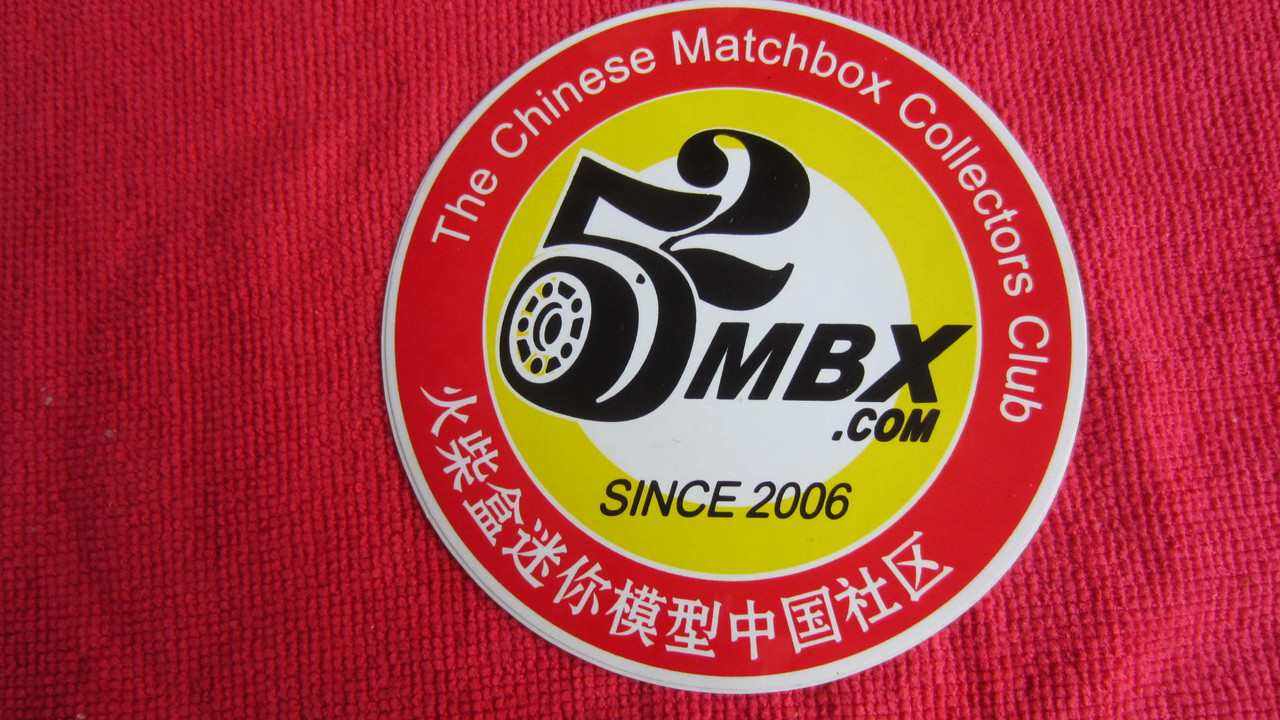 The Chinese Matchbox Collectors Club
52
MBX
.COM
SINCE 2006
火柴盒迷你模型中国社区